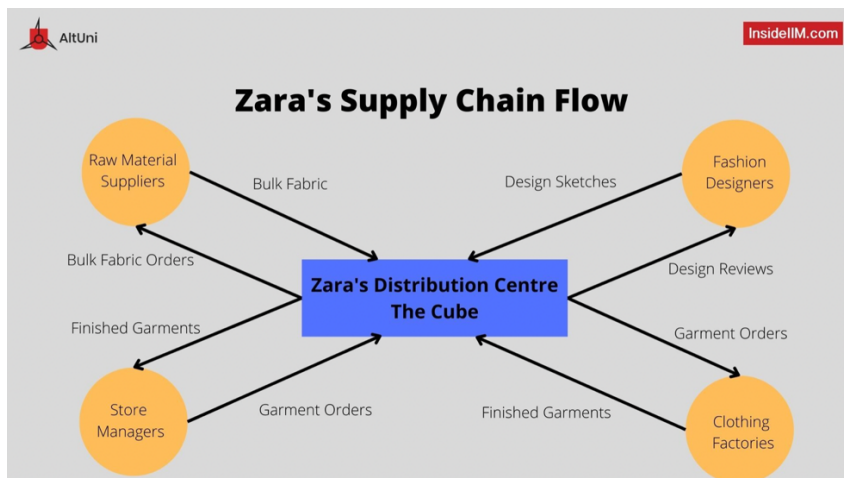 AltUni
InsideIIM.com
Zara's Supply Chain Flow
Raw Material
Suppliers
Bulk Fabric
Design Sketches
Fashion
Designers
Bulk Fabric Orders
Design Reviews
Zara's Distribution Centre
The Cube
Finished Garments
Garment Orders
Store
Managers
Garment Orders
Finished Garments
Clothing
Factories